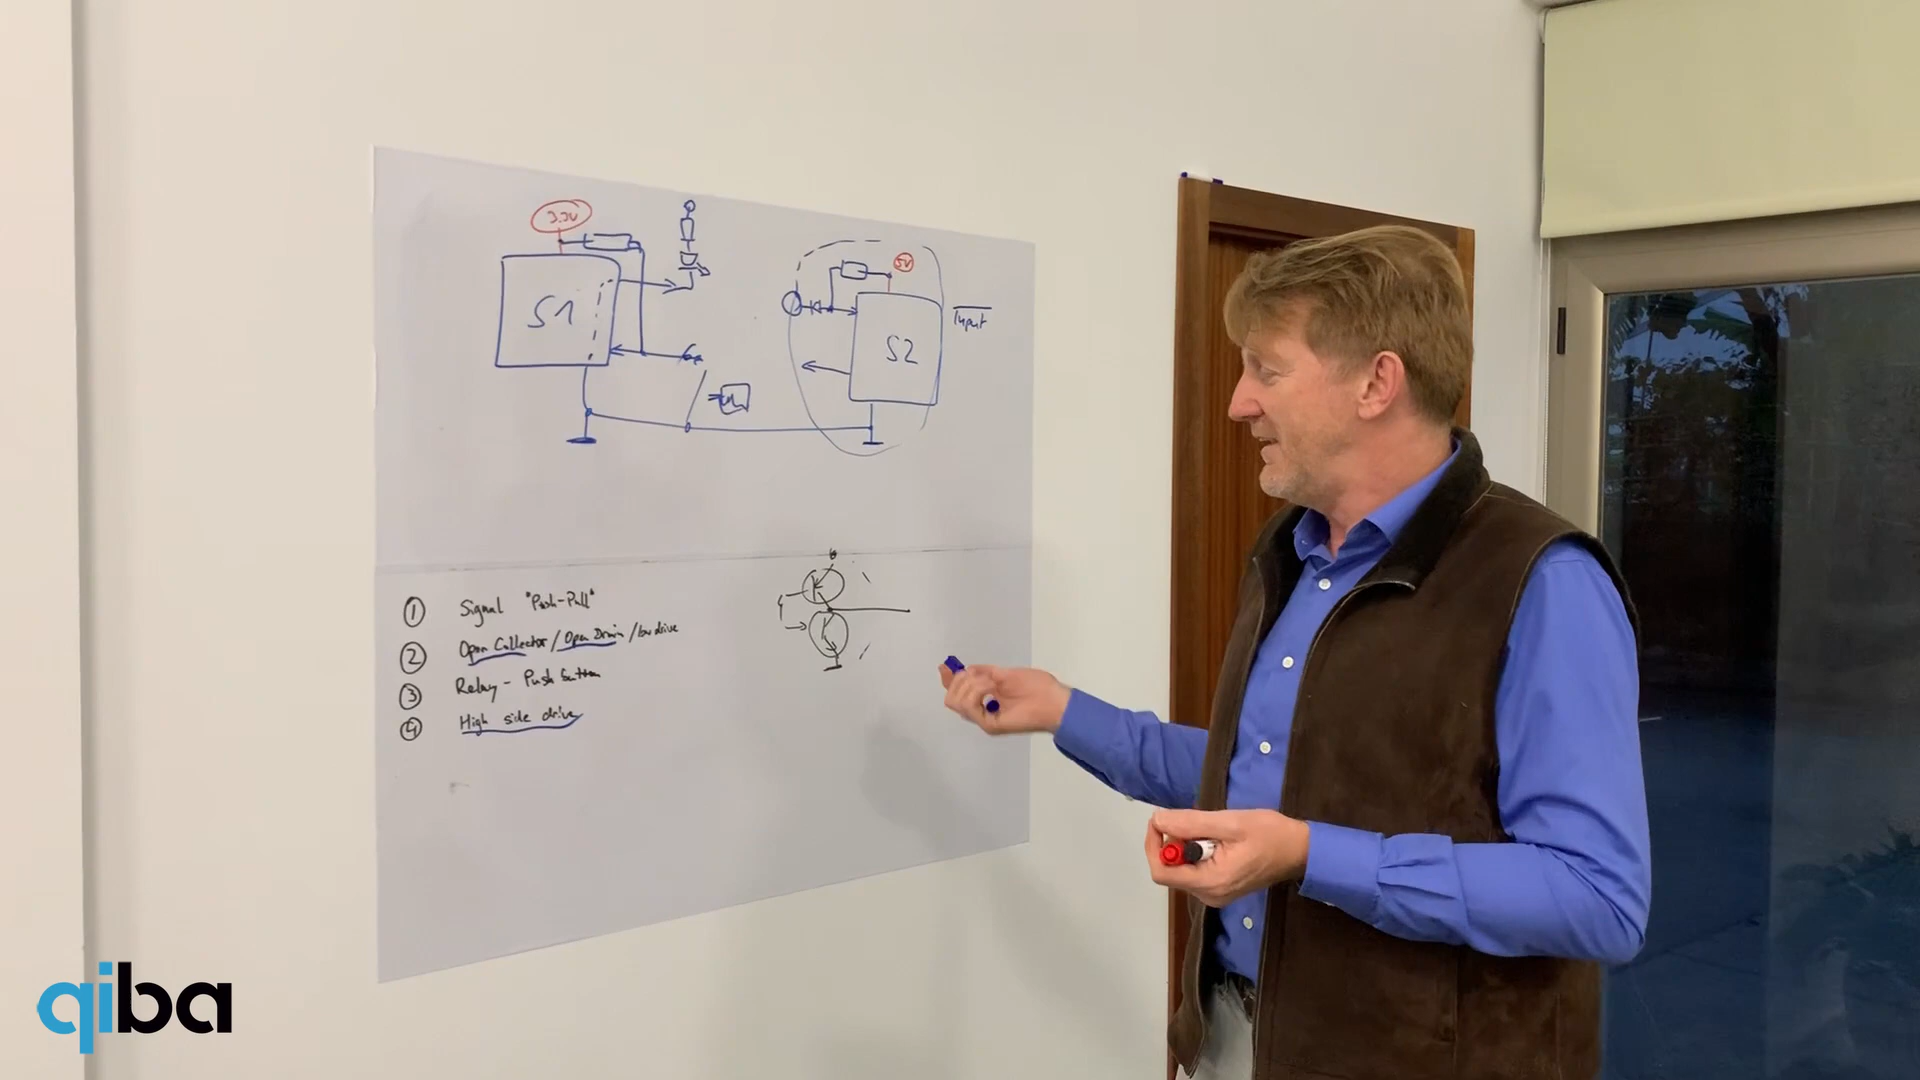 3.3V
S1
5V
S2
Input
① Signal "Push-Pull"
② Open Collector / Open Drain / low drive
③ Relay - Push button
④ High side drive
qiba